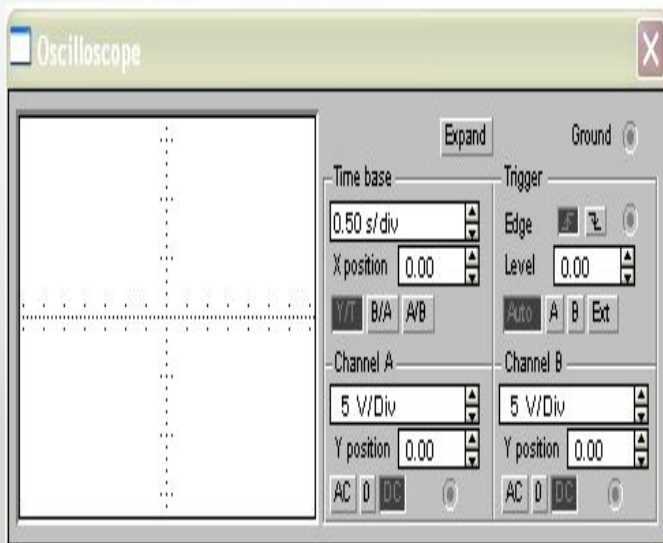 Oscilloscope
Expand
Ground
Time base
0.50 s/div
X position 0.00
Y/T B/A A/B
Trigger
Edge
Level 0.00
Auto A B Ext
Channel A
5 V/Div
Y position 0.00
AC 0 DC
Channel B
5 V/Div
Y position 0.00
AC 0 DC